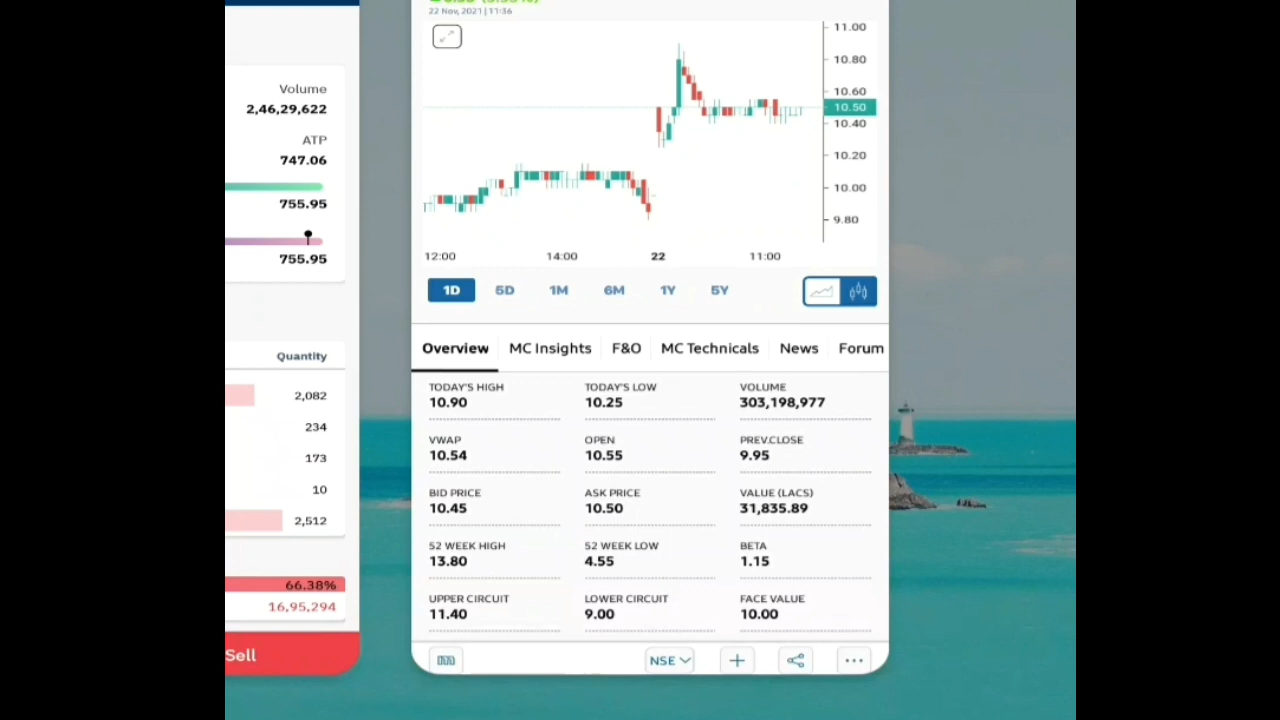 Volume
2,46,29,622
ATP
747.06
755.95
755.95
Quantity
2,082
234
173
10
2,512
66.38%
16,95,294
Sell
22 Nov, 2021 | 11:36
11.00
10.80
10.60
10.50
10.40
10.20
10.00
9.80
12:00 14:00 22 11:00
1D 5D 1M 6M 1Y 5Y
Overview MC Insights F&O MC Technicals News Forum
TODAY'S HIGH TODAY'S LOW VOLUME
10.90 10.25 303,198,977
VWAP OPEN PREV.CLOSE
10.54 10.55 9.95
BID PRICE ASK PRICE VALUE (LACS)
10.45 10.50 31,835.89
52 WEEK HIGH 52 WEEK LOW BETA
13.80 4.55 1.15
UPPER CIRCUIT LOWER CIRCUIT FACE VALUE
11.40 9.00 10.00
NSE